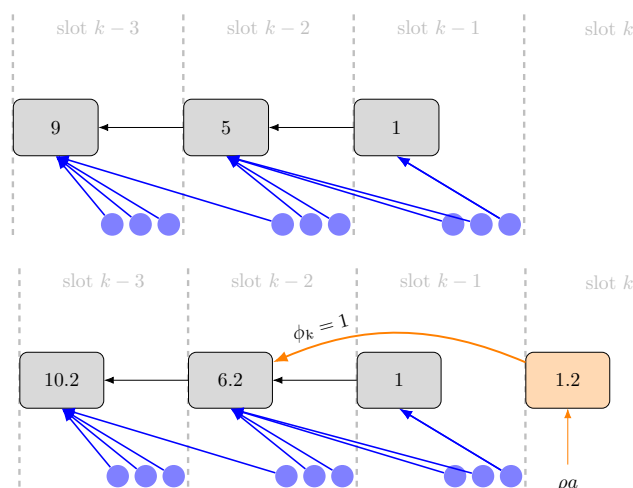 slot k − 3 slot k − 2 slot k − 1 slot k
9 5 1
slot k − 3 slot k − 2 slot k − 1 slot k
ϕk = 1
10.2 6.2 1 1.2
ρa